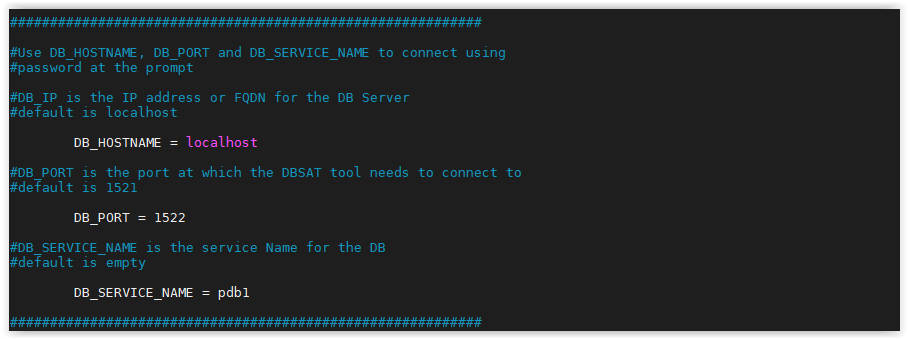 ###########################################################
#Use DB_HOSTNAME, DB_PORT and DB_SERVICE_NAME to connect using
#password at the prompt
#DB_IP is the IP address or FQDN for the DB Server
#default is localhost
DB_HOSTNAME = localhost
#DB_PORT is the port at which the DBSAT tool needs to connect to
#default is 1521
DB_PORT = 1522
#DB_SERVICE_NAME is the service Name for the DB
#default is empty
DB_SERVICE_NAME = pdb1
###########################################################